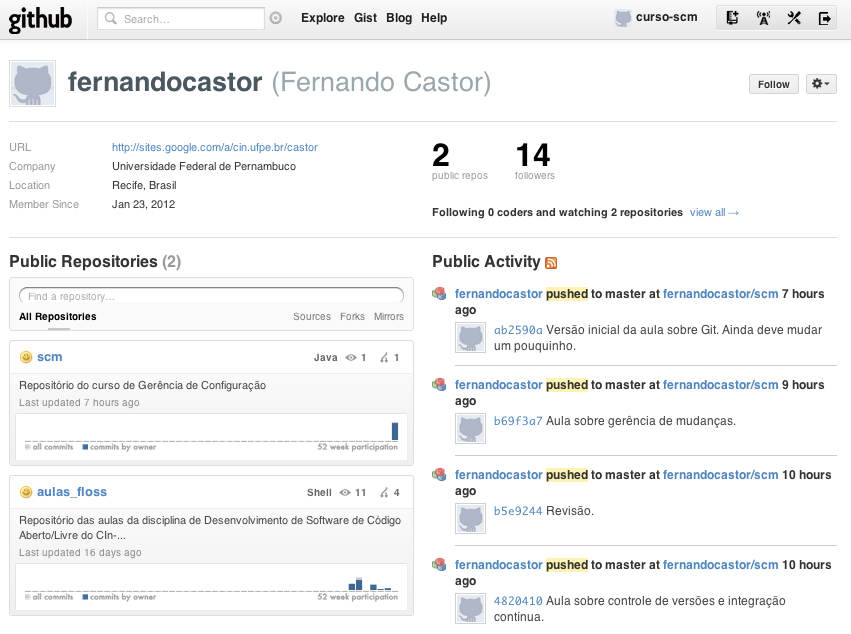 github Search... Explore Gist Blog Help curso-scm
fernandocastor (Fernando Castor)
Follow
URL http://sites.google.com/a/cin.ufpe.br/castor
Company Universidade Federal de Pernambuco
Location Recife, Brasil
Member Since Jan 23, 2012
2 14
public repos followers
Following 0 coders and watching 2 repositories view all →
Public Repositories (2)
Find a repository...
All Repositories Sources Forks Mirrors
scm Java 1 1
Repositório do curso de Gerência de Configuração
Last updated 7 hours ago
all commits commits by owner 52 week participation
aulas_floss Shell 11 4
Repositório das aulas da disciplina de Desenvolvimento de Software de Código
Aberto/Livre do CIn-...
Last updated 16 days ago
all commits commits by owner 52 week participation
Public Activity
fernandocastor pushed to master at fernandocastor/scm 7 hours
ago
ab2590a Versão inicial da aula sobre Git. Ainda deve mudar
um pouquinho.
fernandocastor pushed to master at fernandocastor/scm 9 hours
ago
b69f3a7 Aula sobre gerência de mudanças.
fernandocastor pushed to master at fernandocastor/scm 10 hours
ago
b5e9244 Revisão.
fernandocastor pushed to master at fernandocastor/scm 10 hours
ago
4820410 Aula sobre controle de versões e integração
contínua.